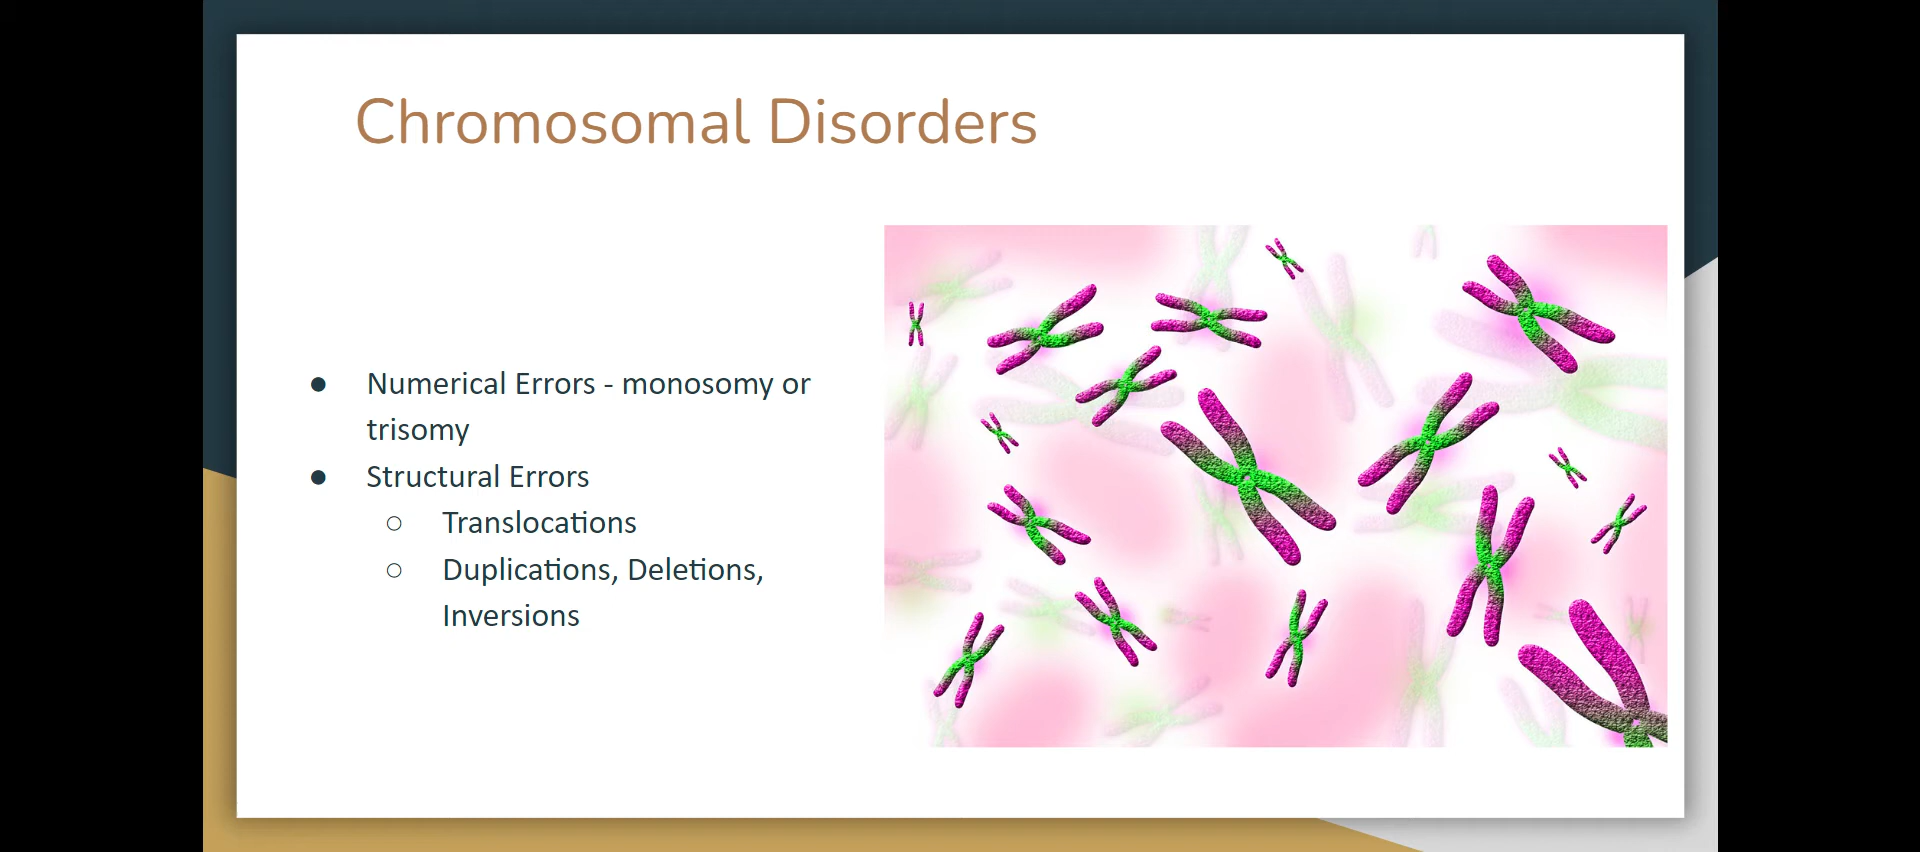 Chromosomal Disorders
● Numerical Errors - monosomy or
trisomy
● Structural Errors
○ Translocations
○ Duplications, Deletions,
Inversions